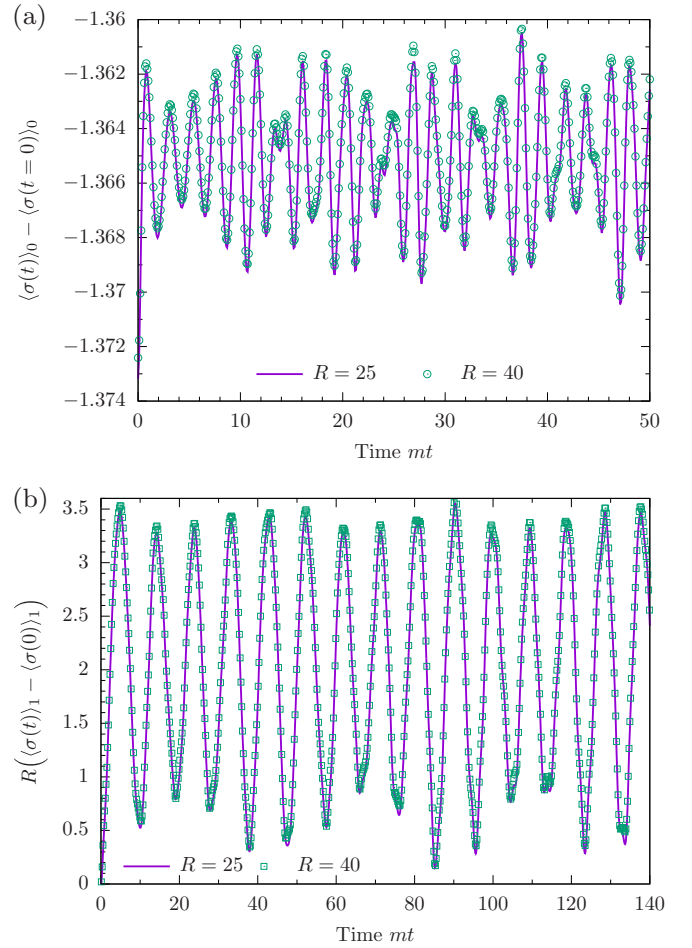 (a)
−1.36
−1.362
−1.364
−1.366
−1.368
−1.37
−1.372
−1.374
⟨σ(t)⟩₀ − ⟨σ(t = 0)⟩₀
R = 25 R = 40
0 10 20 30 40 50
Time mt
(b)
3.5
3
2.5
2
1.5
1
0.5
0
R(⟨σ(t)⟩₁ − ⟨σ(0)⟩₁)
R = 25 R = 40
0 20 40 60 80 100 120 140
Time mt